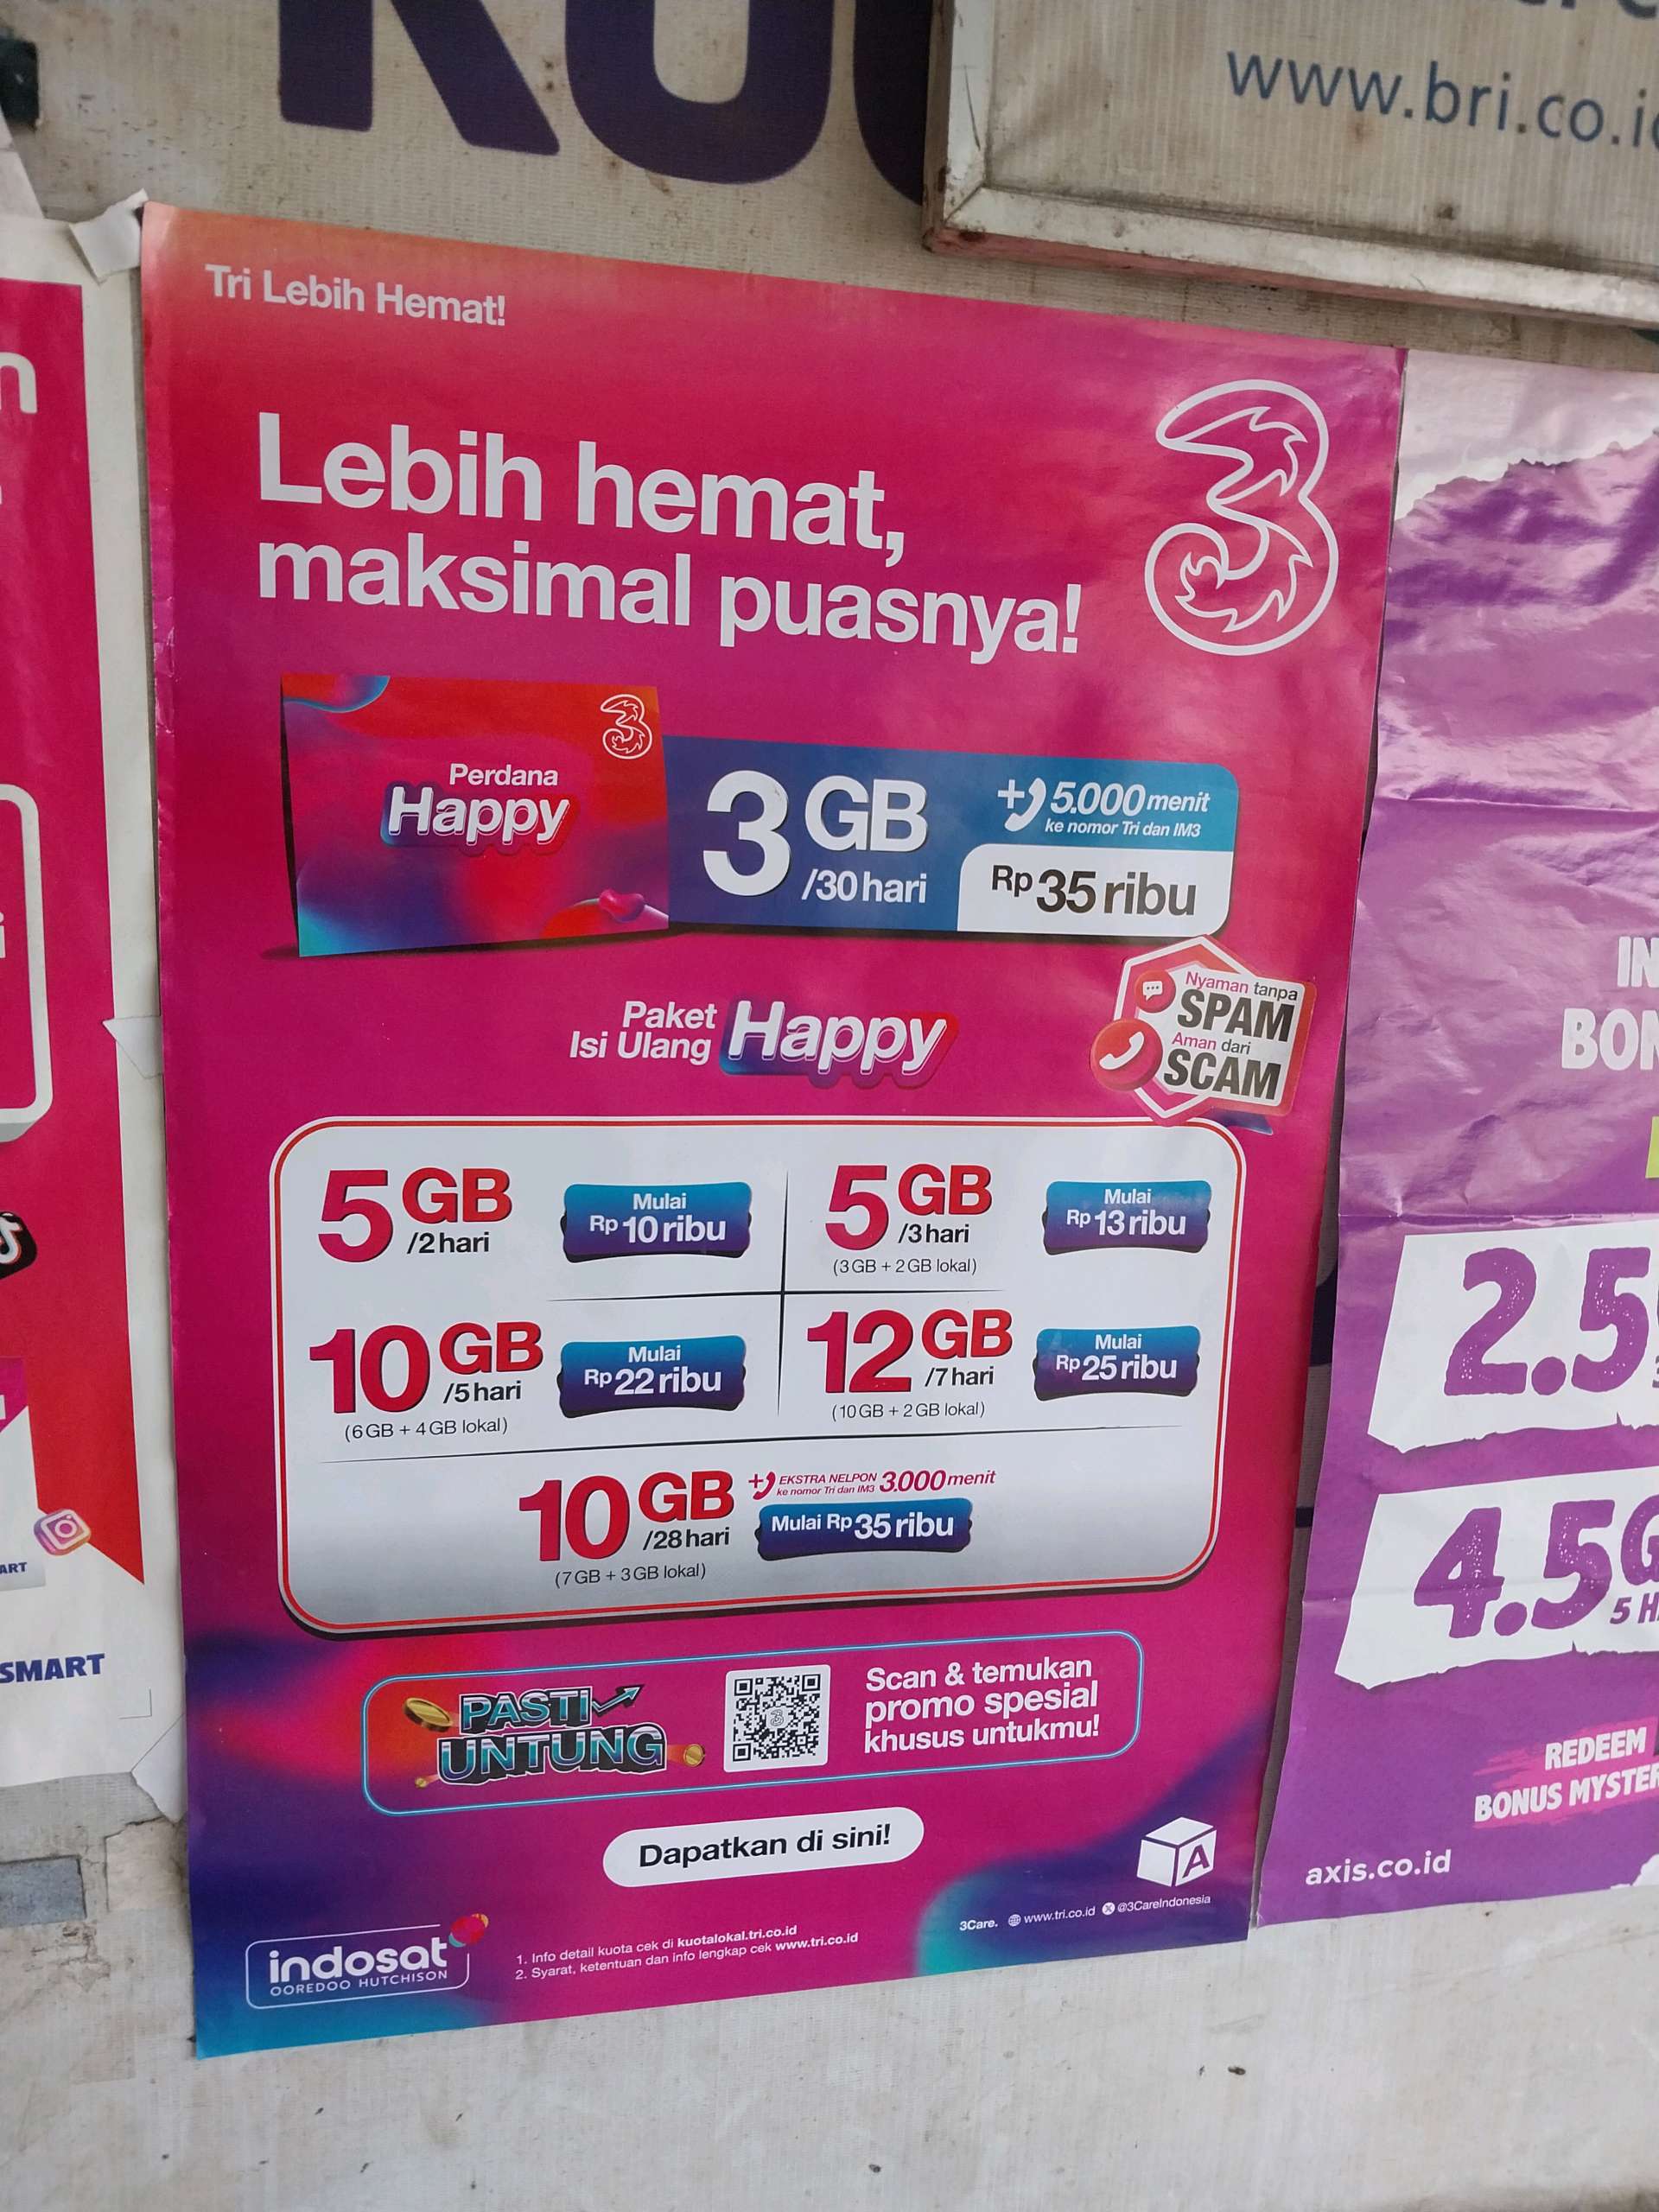 www.bri.co.id
Tri Lebih Hemat!
Lebih hemat,
maksimal puasnya!
3
Perdana
Happy
3 GB
/30 hari
+ 5.000 menit
ke nomor Tri dan IM3
Rp 35 ribu
Paket
Isi Ulang
Happy
Nyaman tanpa
SPAM
Aman dari
SCAM
5 GB
/2 hari
Mulai
Rp 10 ribu
5 GB
/3 hari
(3 GB + 2 GB lokal)
Mulai
Rp 13 ribu
10 GB
/5 hari
(6 GB + 4 GB lokal)
Mulai
Rp 22 ribu
12 GB
/7 hari
(10 GB + 2 GB lokal)
Mulai
Rp 25 ribu
10 GB
/28 hari
(7 GB + 3 GB lokal)
+ EKSTRA NELPON 3.000 menit
ke nomor Tri dan IM3
Mulai Rp 35 ribu
PASTI
UNTUNG
Scan & temukan
promo spesial
khusus untukmu!
Dapatkan di sini!
A
indosat
OOREDOO HUTCHISON
1. Info detail kuota cek di kuotalokal.tri.co.id
2. Syarat, ketentuan dan info lengkap cek www.tri.co.id
3Care. www.tri.co.id @3CareIndonesia
SMART
2.5
4.5G
5 H
REDEEM
BONUS MYSTE
axis.co.id